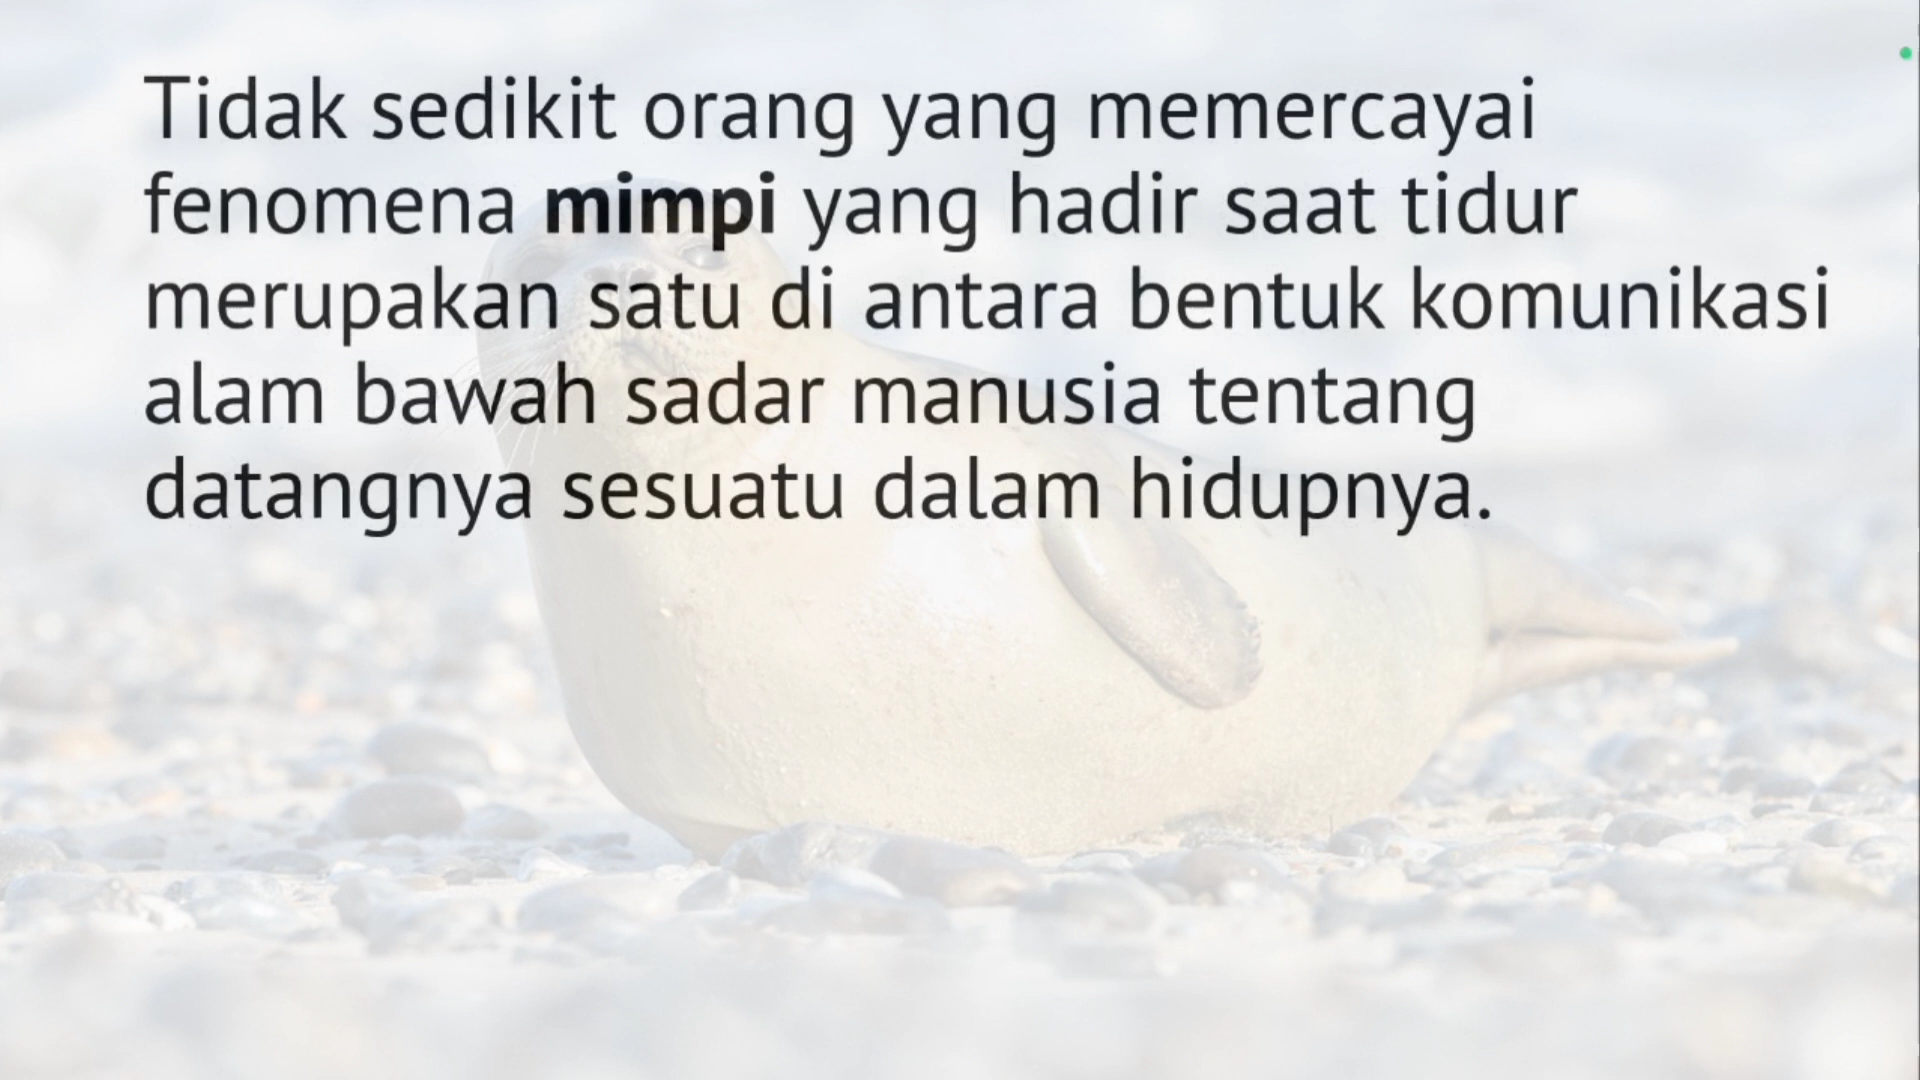 Tidak sedikit orang yang memercayai
fenomena mimpi yang hadir saat tidur
merupakan satu di antara bentuk komunikasi
alam bawah sadar manusia tentang
datangnya sesuatu dalam hidupnya.